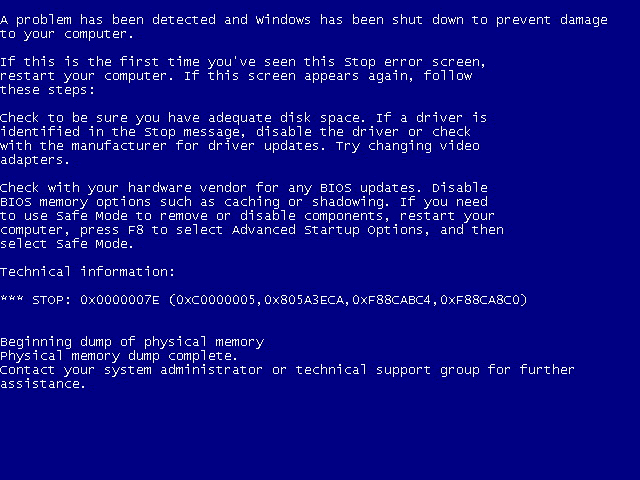 A problem has been detected and Windows has been shut down to prevent damage
to your computer.
If this is the first time you've seen this Stop error screen,
restart your computer. If this screen appears again, follow
these steps:
Check to be sure you have adequate disk space. If a driver is
identified in the Stop message, disable the driver or check
with the manufacturer for driver updates. Try changing video
adapters.
Check with your hardware vendor for any BIOS updates. Disable
BIOS memory options such as caching or shadowing. If you need
to use Safe Mode to remove or disable components, restart your
computer, press F8 to select Advanced Startup Options, and then
select Safe Mode.
Technical information:
*** STOP: 0x0000007E (0xC0000005,0x805A3ECA,0xF88CABC4,0xF88CA8C0)
Beginning dump of physical memory
Physical memory dump complete.
Contact your system administrator or technical support group for further
assistance.